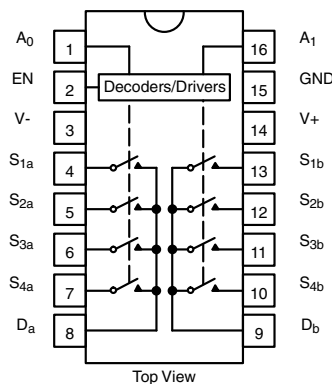 A0 1 16 A1
EN 2 Decoders/Drivers 15 GND
V- 3 14 V+
S1a 4 13 S1b
S2a 5 12 S2b
S3a 6 11 S3b
S4a 7 10 S4b
Da 8 9 Db
Top View